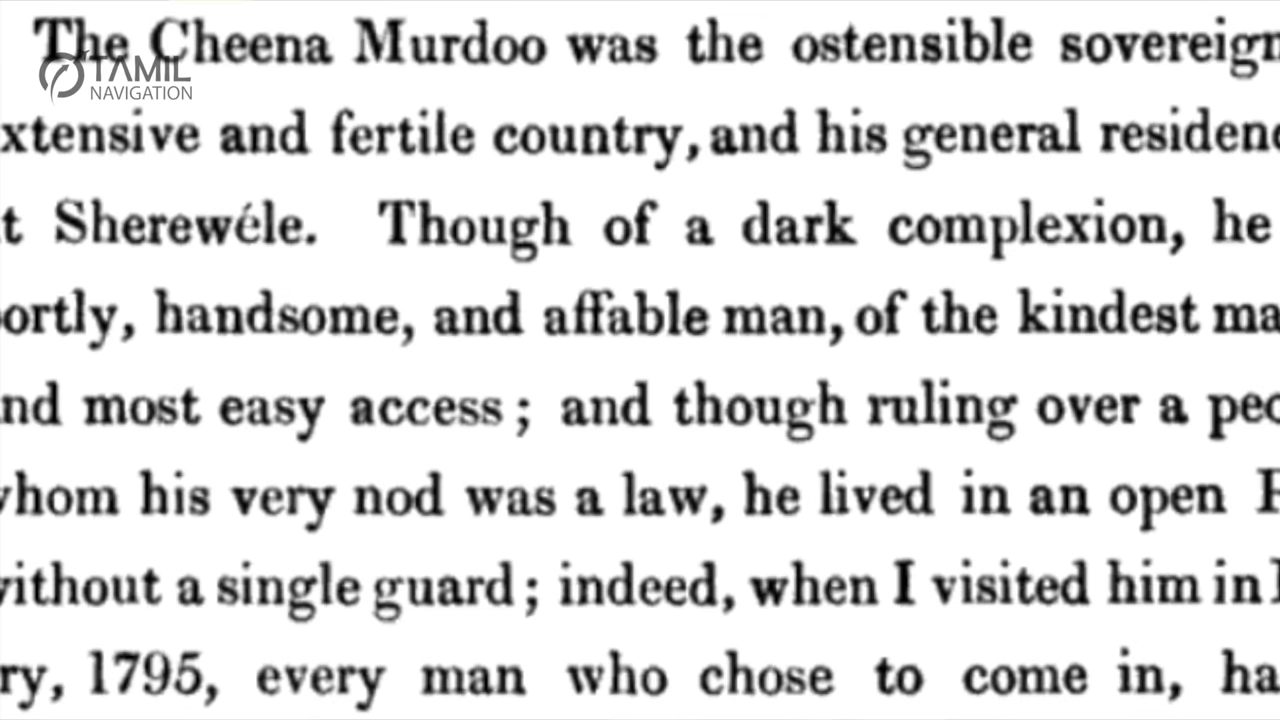 The Cheena Murdoo was the ostensible sovereign
xtensive and fertile country, and his general residenc
t Sherewéle. Though of a dark complexion, he
ortly, handsome, and affable man, of the kindest ma
nd most easy access; and though ruling over a peo
whom his very nod was a law, he lived in an open
without a single guard; indeed, when I visited him in
ry, 1795, every man who chose to come in, ha
TAMIL
NAVIGATION